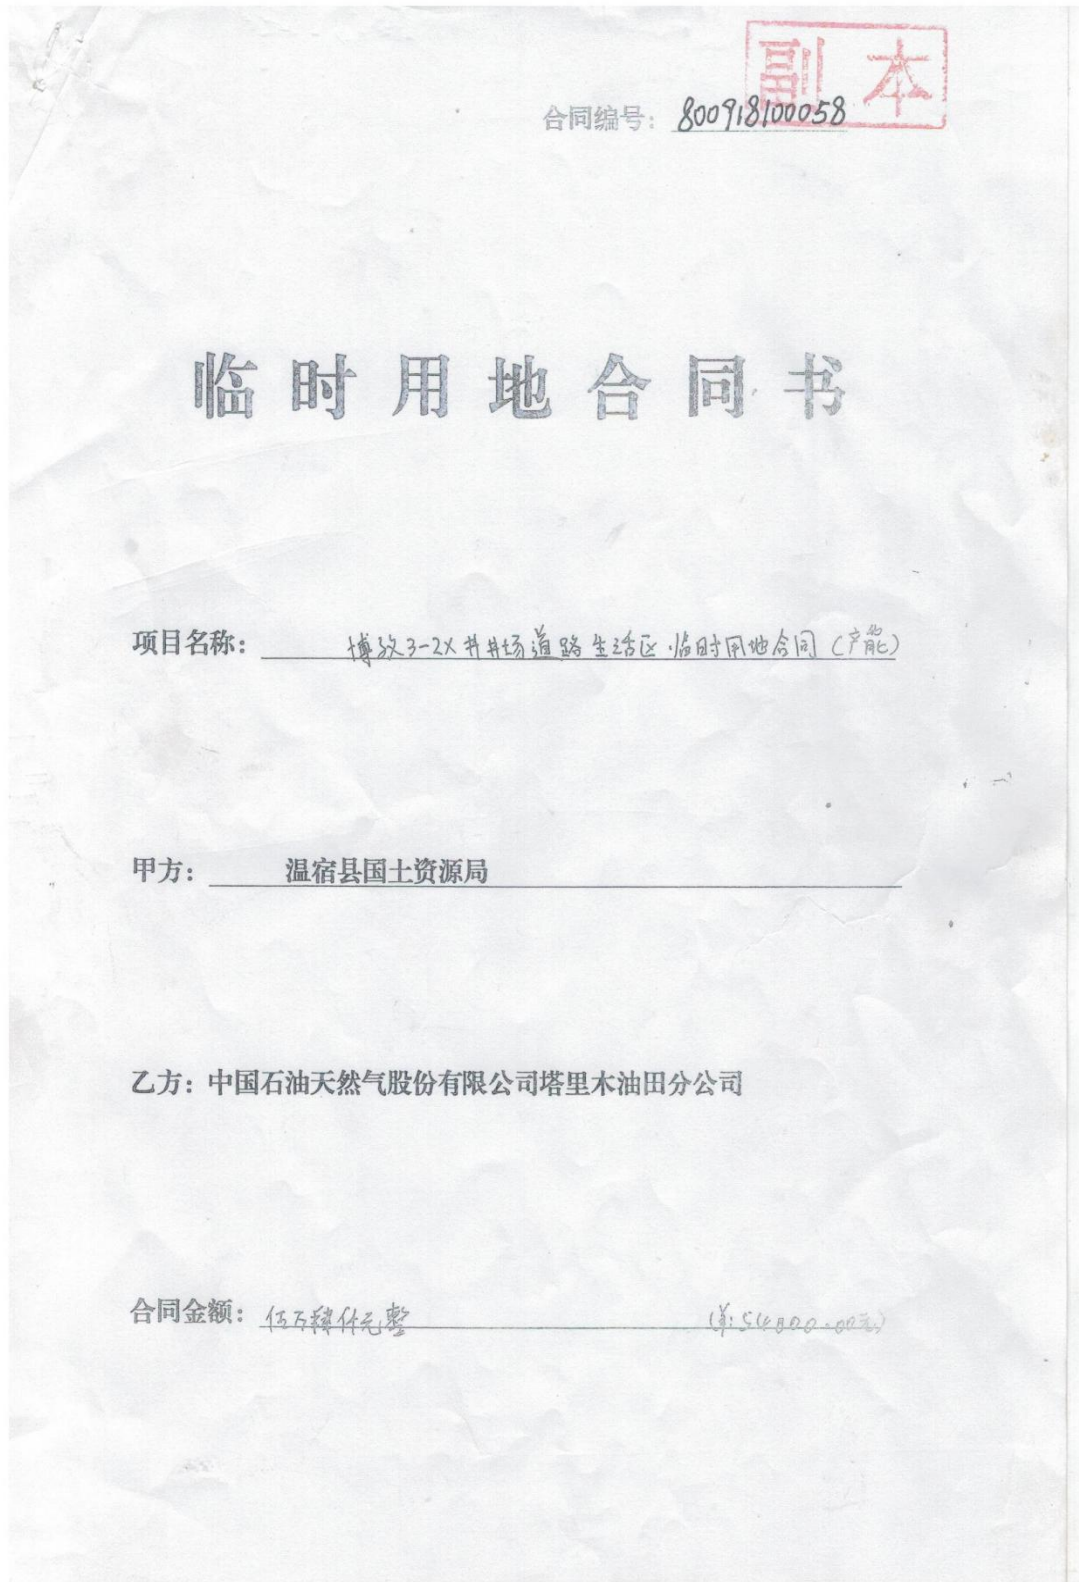 副本
合同编号: 800918100058
临时用地合同书
项目名称: 博孜3-2X井井场道路生活区临时用地合同(产能)
甲方: 温宿县国土资源局
乙方: 中国石油天然气股份有限公司塔里木油田分公司
合同金额: 伍万肆仟元整 (¥: 54000.00元)